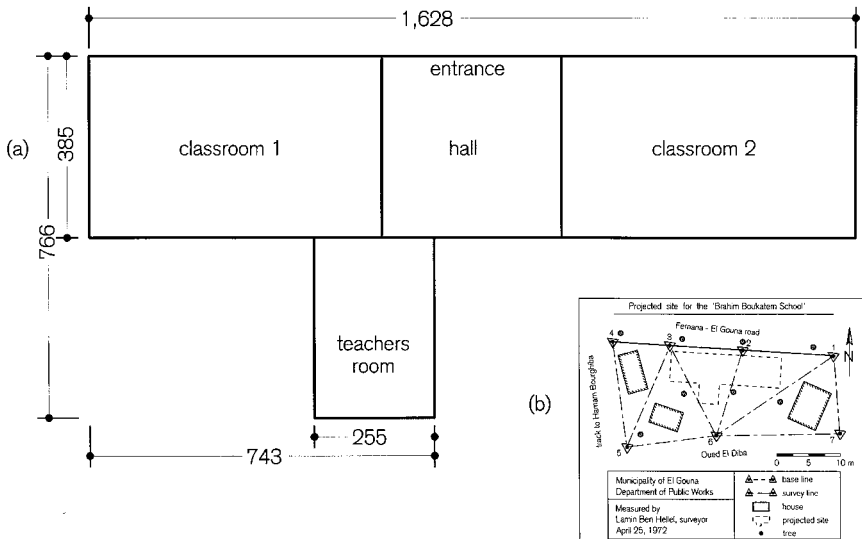 1,628
entrance
(a)
385
766
classroom 1
hall
classroom 2
teachers
room
255
743
(b)
Projected site for the 'Brahim Boukatem School'
Fernana - El Gouna road
4
3
2
1
N
track to Hamam Bourghiba
5
6
7
Oued El Diba
0 5 10 m
Municipality of El Gouna
Department of Public Works
Measured by
Lamin Ben Hellel, surveyor
April 25, 1972
base line
survey line
house
projected site
tree